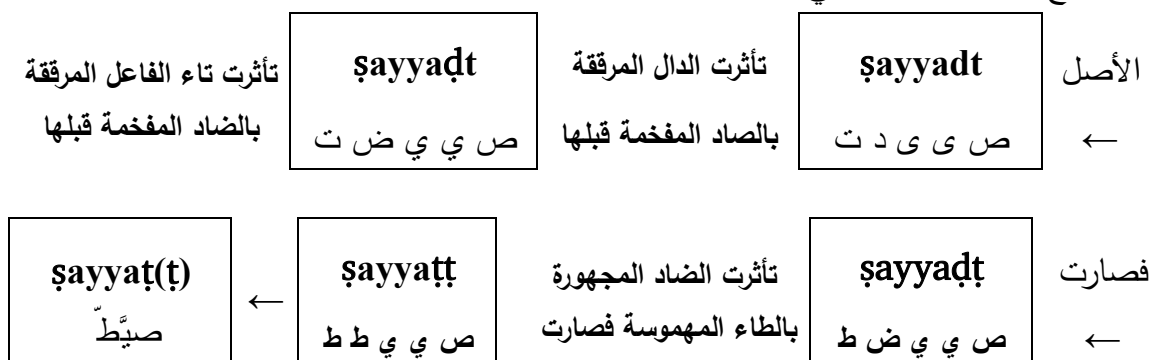 الأصل
←
ṣayyadt
ص ى ى د ت
تأثرت الدال المرققة
بالصاد المفخمة قبلها
ṣayyaḍt
ص ي ي ض ت
تأثرت تاء الفاعل المرققة
بالضاد المفخمة قبلها
فصارت
←
ṣayyaḍṭ
ص ي ي ض ط
تأثرت الضاد المجهورة
بالطاء المهموسة فصارت
ṣayyaṭṭ
ص ي ي ط ط
←
ṣayyaṭ(ṭ)
صيَّطّ